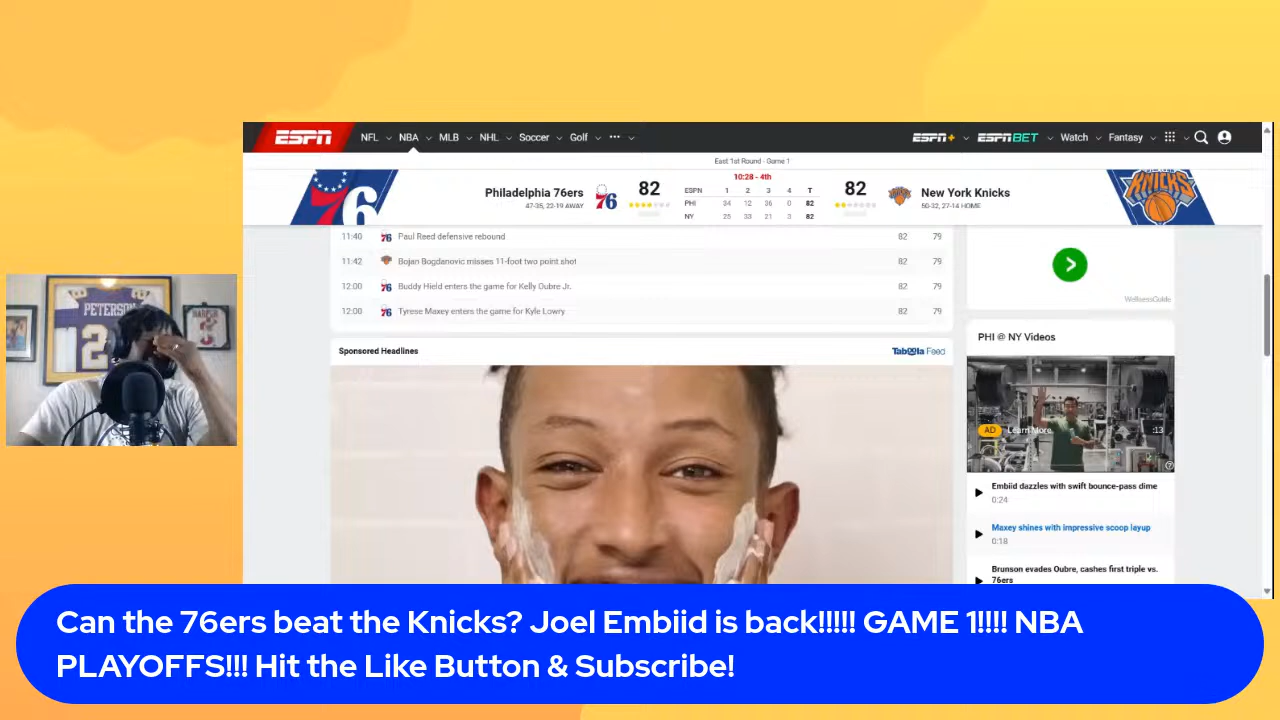 ESPN NFL NBA MLB NHL Soccer Golf ESPN+ ESPN BET Watch Fantasy
East 1st Round - Game 1
Philadelphia 76ers 82 10:28 - 4th 82 New York Knicks
47-35, 22-19 AWAY 50-32, 27-14 HOME
ESPN 1 2 3 4 T
PHI 34 12 36 0 82
NY 25 33 21 3 82
KNICKS
11:40 Paul Reed defensive rebound 82 79
11:42 Bojan Bogdanovic misses 11-foot two point shot 82 79
12:00 Buddy Hield enters the game for Kelly Oubre Jr. 82 79
12:00 Tyrese Maxey enters the game for Kyle Lowry 82 79
WellnessGuide
Sponsored Headlines Taboola Feed
PHI @ NY Videos
AD Learn More :13
Embiid dazzles with swift bounce-pass dime
0:24
Maxey shines with impressive scoop layup
0:18
Brunson evades Oubre, cashes first triple vs.
76ers
PETERSON
HARPER
Can the 76ers beat the Knicks? Joel Embiid is back!!!!! GAME 1!!!! NBA
PLAYOFFS!!! Hit the Like Button & Subscribe!